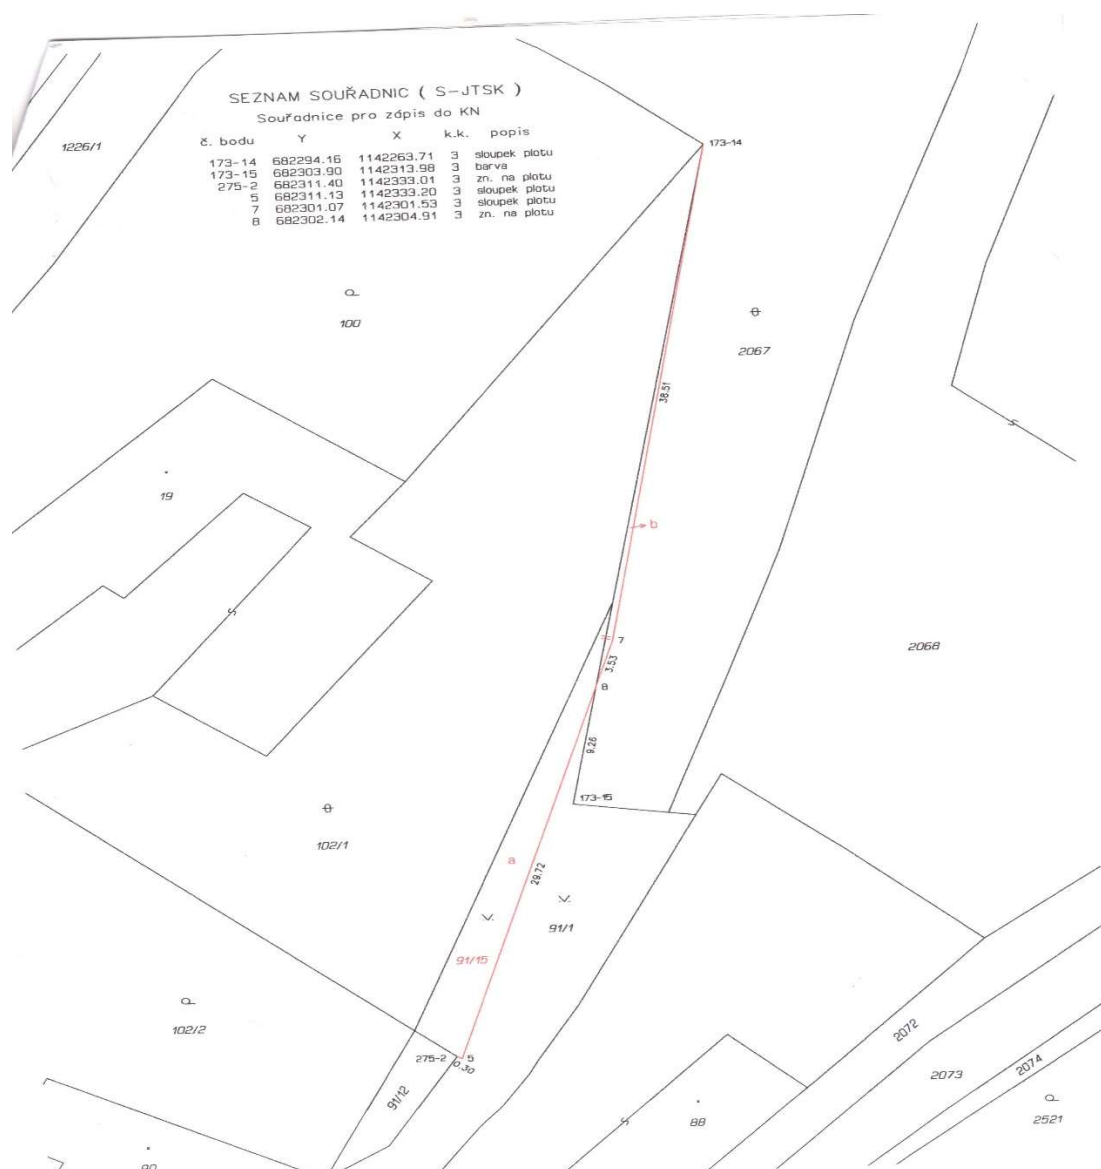 SEZNAM SOUŘADNIC ( S-JTSK )
Souřadnice pro zápis do KN
č. bodu Y X k.k. popis
173-14 682294.16 1142263.71 3 sloupek plotu
173-15 682303.90 1142313.98 3 barva
275-2 682311.40 1142333.01 3 zn. na plotu
5 682311.13 1142333.20 3 sloupek plotu
7 682301.07 1142301.53 3 sloupek plotu
8 682302.14 1142304.91 3 zn. na plotu
1226/1
173-14
100
2067
38.51
19
b
7
3.53
2068
8
9.26
173-15
102/1
a
29.72
91/1
91/15
102/2
275-2
5
0.30
91/12
2072
2073
2074
88
2521
90